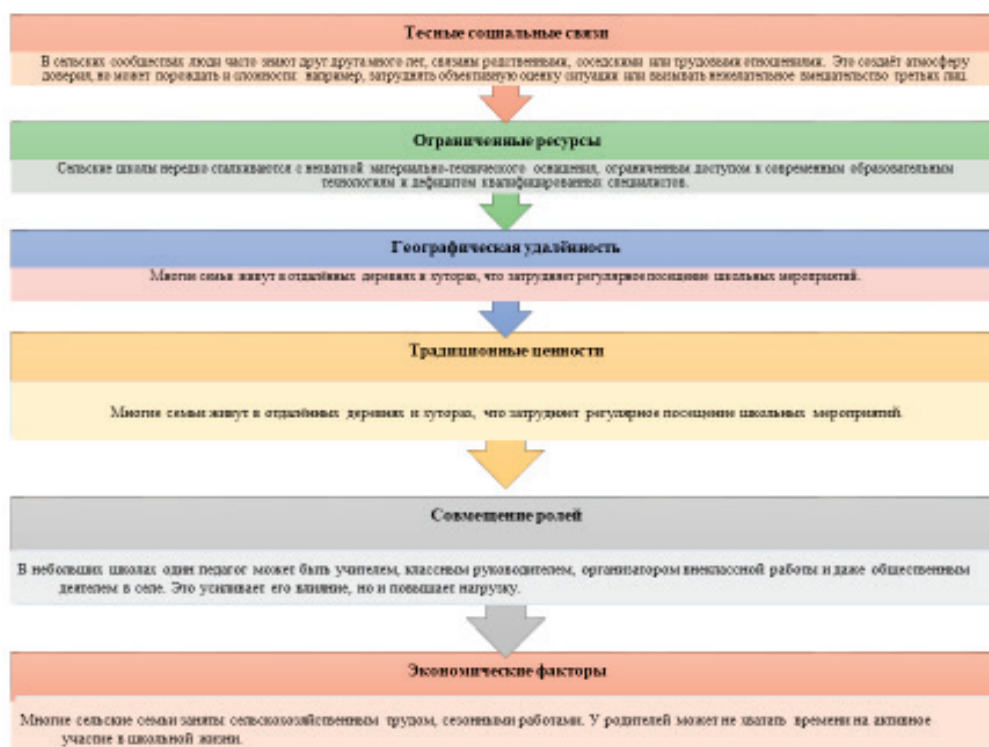 Тесные социальные связи
В сельских сообществах люди часто знают друг друга много лет, связаны родственными, соседскими или трудовыми отношениями. Это создаёт атмосферу
доверия, но может порождать и сложности: например, затруднять объективную оценку ситуации или вызывать нежелательное вмешательство третьих лиц.
Ограниченные ресурсы
Сельские школы нередко сталкиваются с нехваткой материально-технического оснащения, ограниченным доступом к современным образовательным
технологиям и дефицитом квалифицированных специалистов.
Географическая удалённость
Многие семьи живут в отдалённых деревнях и хуторах, что затрудняет регулярное посещение школьных мероприятий.
Традиционные ценности
Многие семьи живут в отдалённых деревнях и хуторах, что затрудняет регулярное посещение школьных мероприятий.
Совмещение ролей
В небольших школах один педагог может быть учителем, классным руководителем, организатором внеклассной работы и даже общественным
деятелем в селе. Это усиливает его влияние, но и повышает нагрузку.
Экономические факторы
Многие сельские семьи заняты сельскохозяйственным трудом, сезонными работами. У родителей может не хватать времени на активное
участие в школьной жизни.